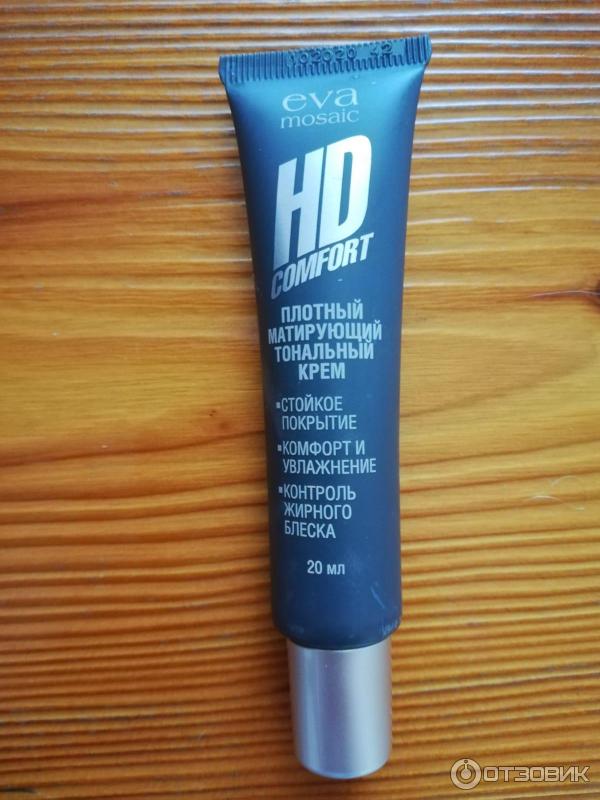 eva
mosaic
HD
COMFORT
ПЛОТНЫЙ
МАТИРУЮЩИЙ
ТОНАЛЬНЫЙ
КРЕМ
▪СТОЙКОЕ
ПОКРЫТИЕ
▪КОМФОРТ И
УВЛАЖНЕНИЕ
▪КОНТРОЛЬ
ЖИРНОГО
БЛЕСКА
20 мл
ОТЗОВИК